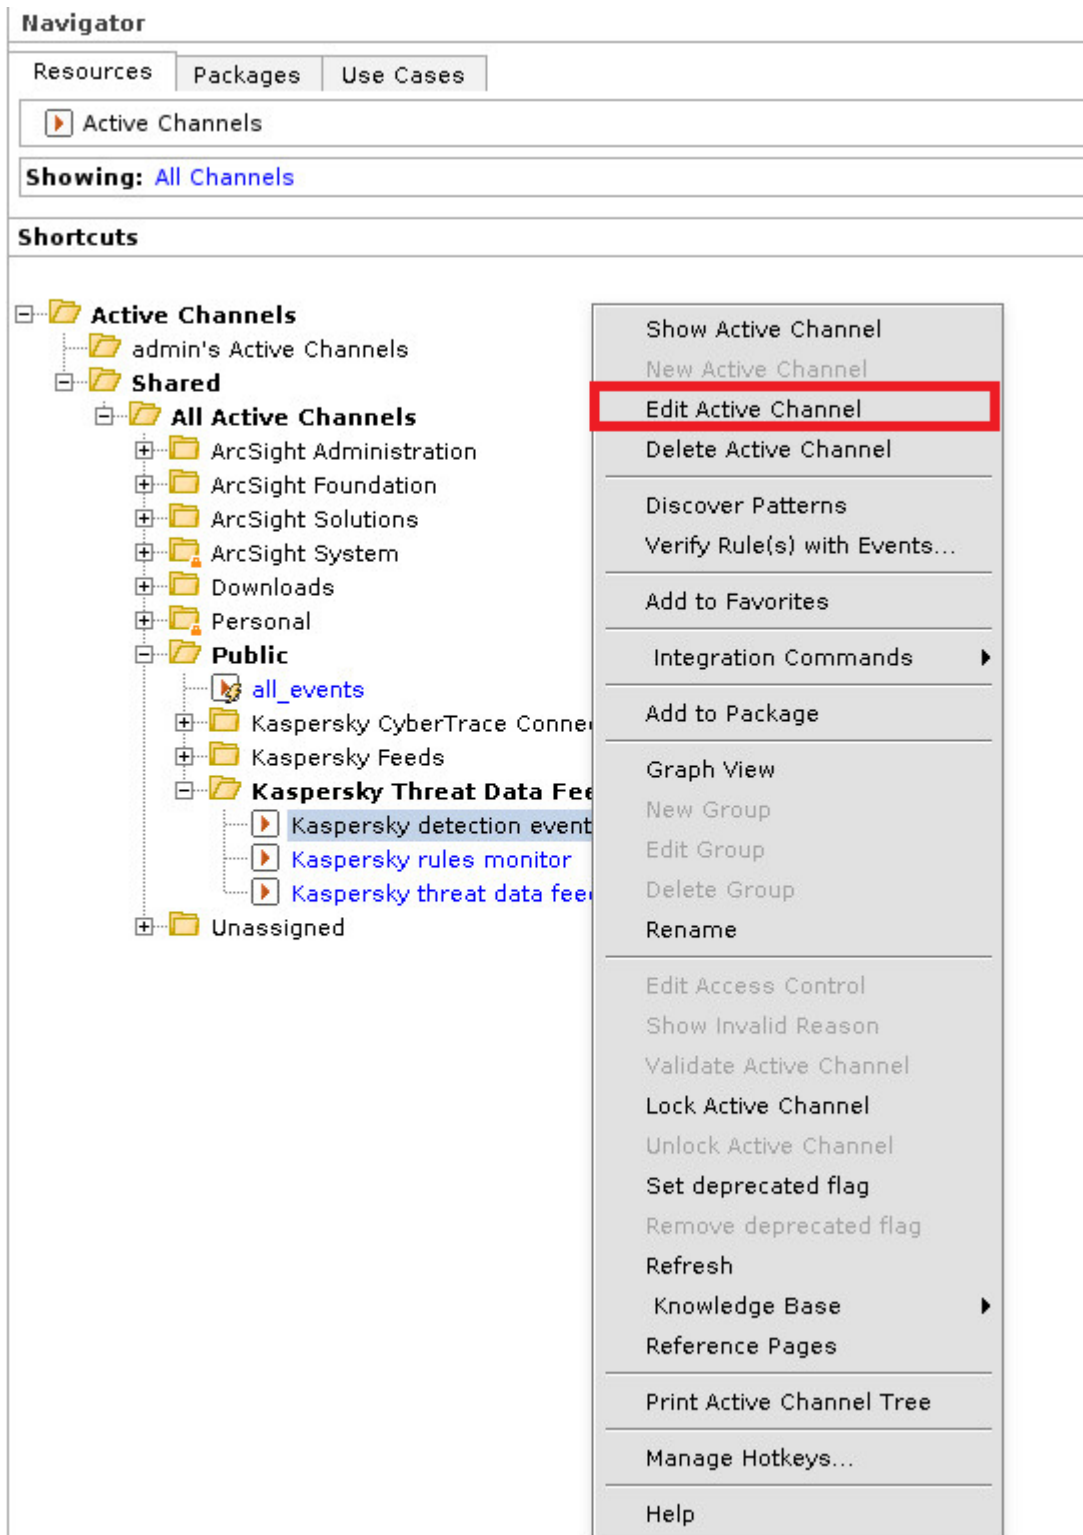 Navigator
Resources Packages Use Cases
Active Channels
Showing: All Channels
Shortcuts
Active Channels
admin's Active Channels
Shared
All Active Channels
ArcSight Administration
ArcSight Foundation
ArcSight Solutions
ArcSight System
Downloads
Personal
Public
all_events
Kaspersky CyberTrace Conne
Kaspersky Feeds
Kaspersky Threat Data Fee
Kaspersky detection event
Kaspersky rules monitor
Kaspersky threat data fee
Unassigned
Show Active Channel
New Active Channel
Edit Active Channel
Delete Active Channel
Discover Patterns
Verify Rule(s) with Events...
Add to Favorites
Integration Commands
Add to Package
Graph View
New Group
Edit Group
Delete Group
Rename
Edit Access Control
Show Invalid Reason
Validate Active Channel
Lock Active Channel
Unlock Active Channel
Set deprecated flag
Remove deprecated flag
Refresh
Knowledge Base
Reference Pages
Print Active Channel Tree
Manage Hotkeys...
Help